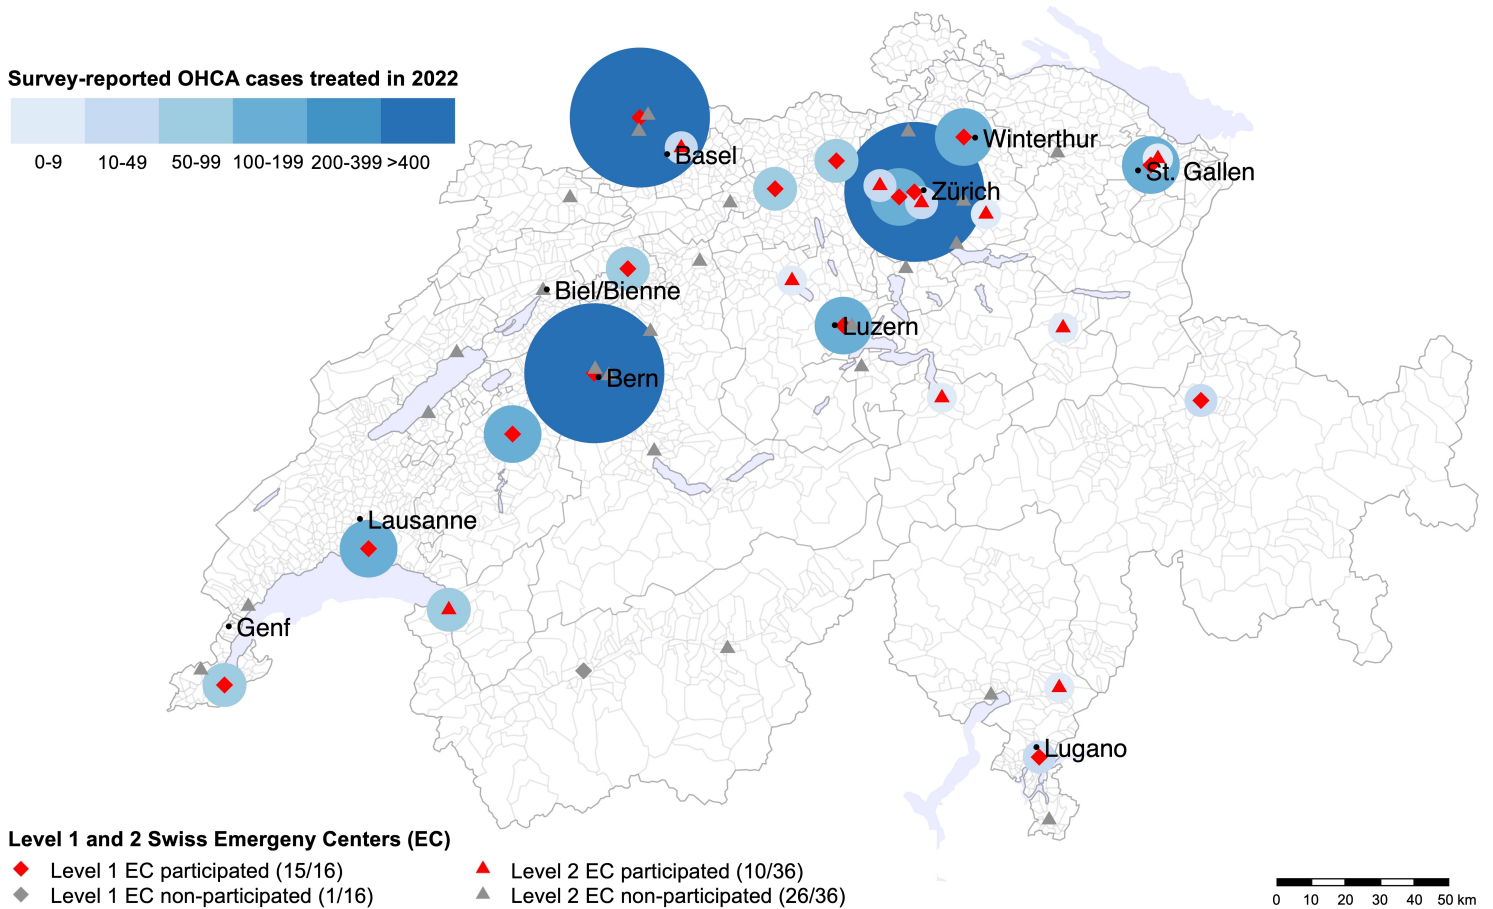 Survey-reported OHCA cases treated in 2022
0-9 10-49 50-99 100-199 200-399 >400
Basel
Winterthur
St. Gallen
Zürich
Biel/Bienne
Luzern
Bern
Lausanne
Genf
Lugano
Level 1 and 2 Swiss Emergeny Centers (EC)
Level 1 EC participated (15/16)
Level 2 EC participated (10/36)
Level 1 EC non-participated (1/16)
Level 2 EC non-participated (26/36)
0 10 20 30 40 50 km